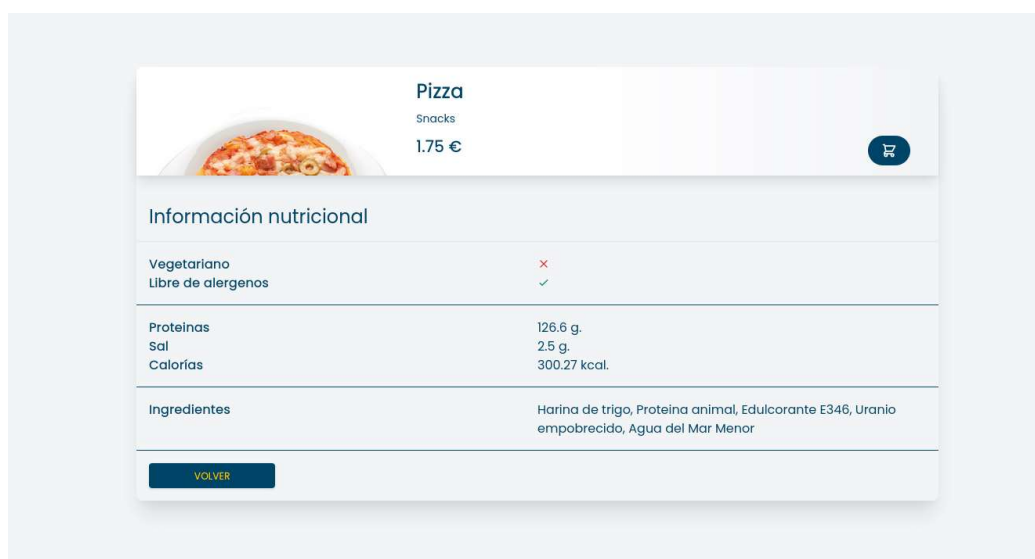 Pizza
Snacks
1.75 €
Información nutricional
Vegetariano
Libre de alergenos
Proteinas 126.6 g.
Sal 2.5 g.
Calorías 300.27 kcal.
Ingredientes Harina de trigo, Proteina animal, Edulcorante E346, Uranio
empobrecido, Agua del Mar Menor
VOLVER